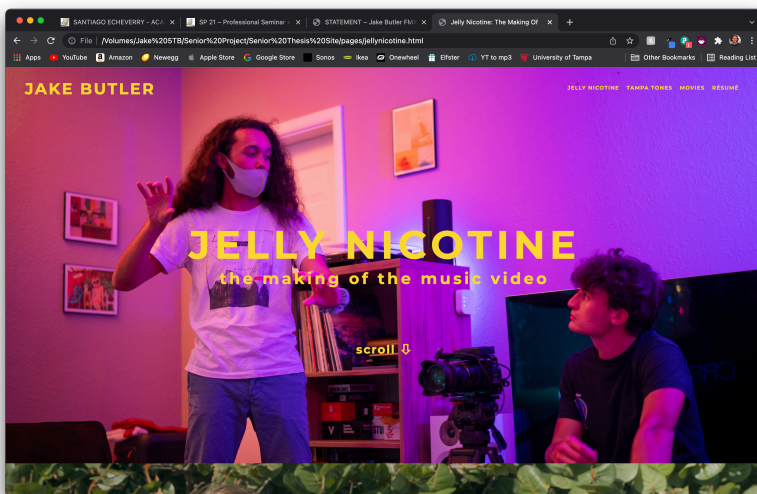 SANTIAGO ECHEVERRY - ACA
SP 21 – Professional Seminar –
STATEMENT – Jake Butler FMX
Jelly Nicotine: The Making Of
File | /Volumes/Jake%205TB/Senior%20Project/Senior%20Thesis%20Site/pages/jellynicotine.html
Apps YouTube Amazon Newegg Apple Store Google Store Sonos Ikea Onewheel Elfster YT to mp3 University of Tampa Other Bookmarks Reading List
JAKE BUTLER
JELLY NICOTINE TAMPA TONES MOVIES RÉSUMÉ
JELLY NICOTINE
the making of the music video
scroll ⇩